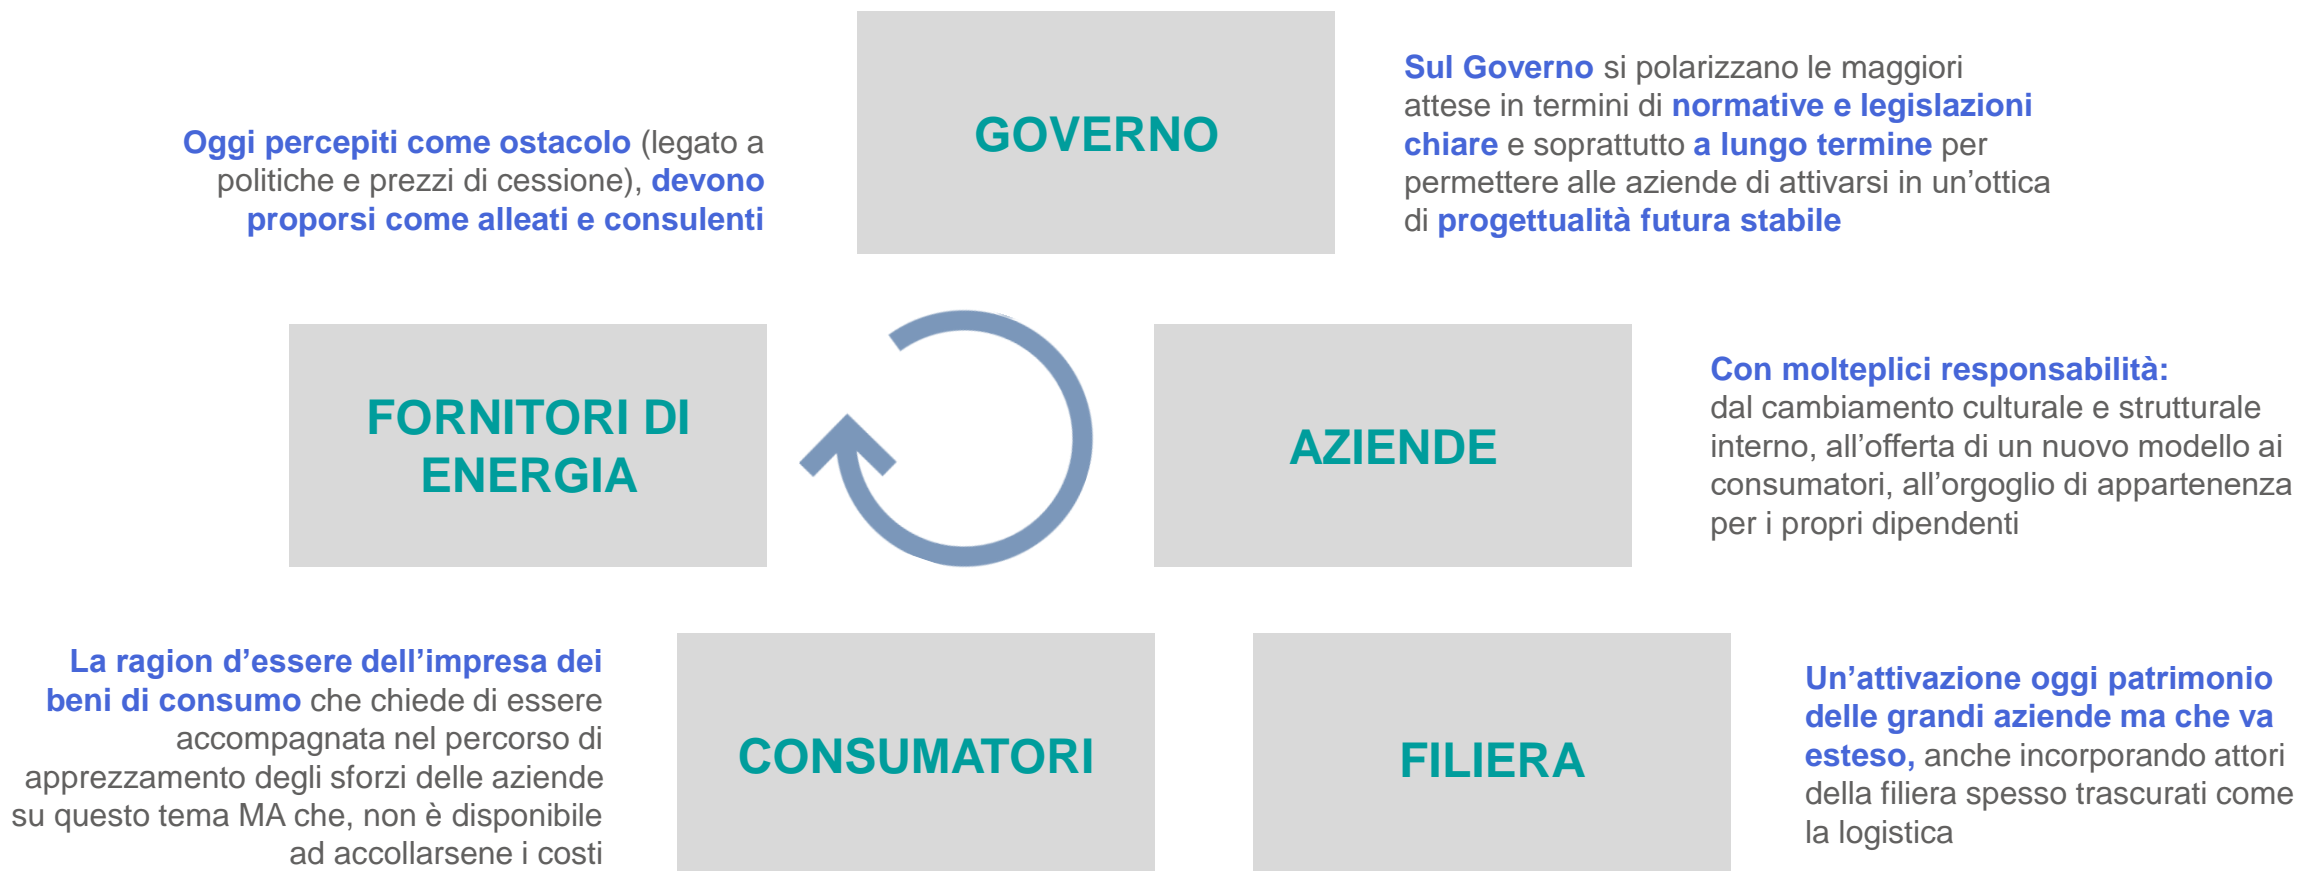 GOVERNO
Sul Governo si polarizzano le maggiori
attese in termini di normative e legislazioni
chiare e soprattutto a lungo termine per
permettere alle aziende di attivarsi in un’ottica
di progettualità futura stabile
Oggi percepiti come ostacolo (legato a
politiche e prezzi di cessione), devono
proporsi come alleati e consulenti
FORNITORI DI
ENERGIA
AZIENDE
Con molteplici responsabilità:
dal cambiamento culturale e strutturale
interno, all’offerta di un nuovo modello ai
consumatori, all’orgoglio di appartenenza
per i propri dipendenti
La ragion d’essere dell’impresa dei
beni di consumo che chiede di essere
accompagnata nel percorso di
apprezzamento degli sforzi delle aziende
su questo tema MA che, non è disponibile
ad accollarsene i costi
CONSUMATORI
FILIERA
Un’attivazione oggi patrimonio
delle grandi aziende ma che va
esteso, anche incorporando attori
della filiera spesso trascurati come
la logistica